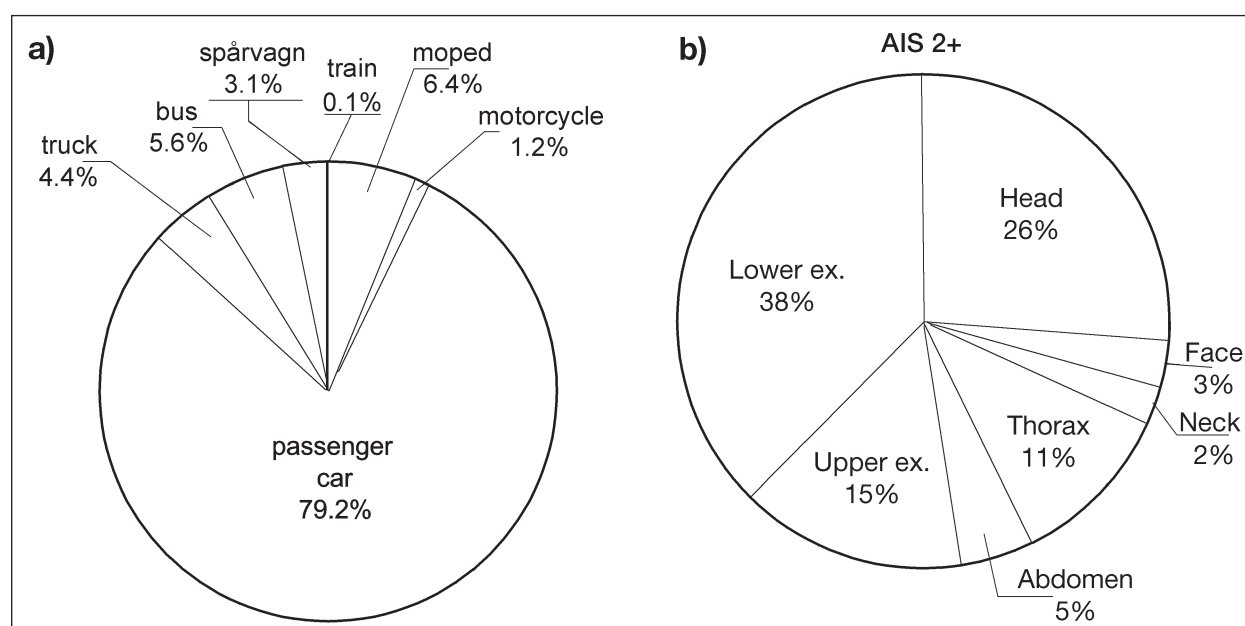 a)
spårvagn
3.1%
train
0.1%
moped
6.4%
bus
5.6%
motorcycle
1.2%
truck
4.4%
passenger
car
79.2%
b)
AIS 2+
Head
26%
Lower ex.
38%
Face
3%
Neck
2%
Thorax
11%
Upper ex.
15%
Abdomen
5%